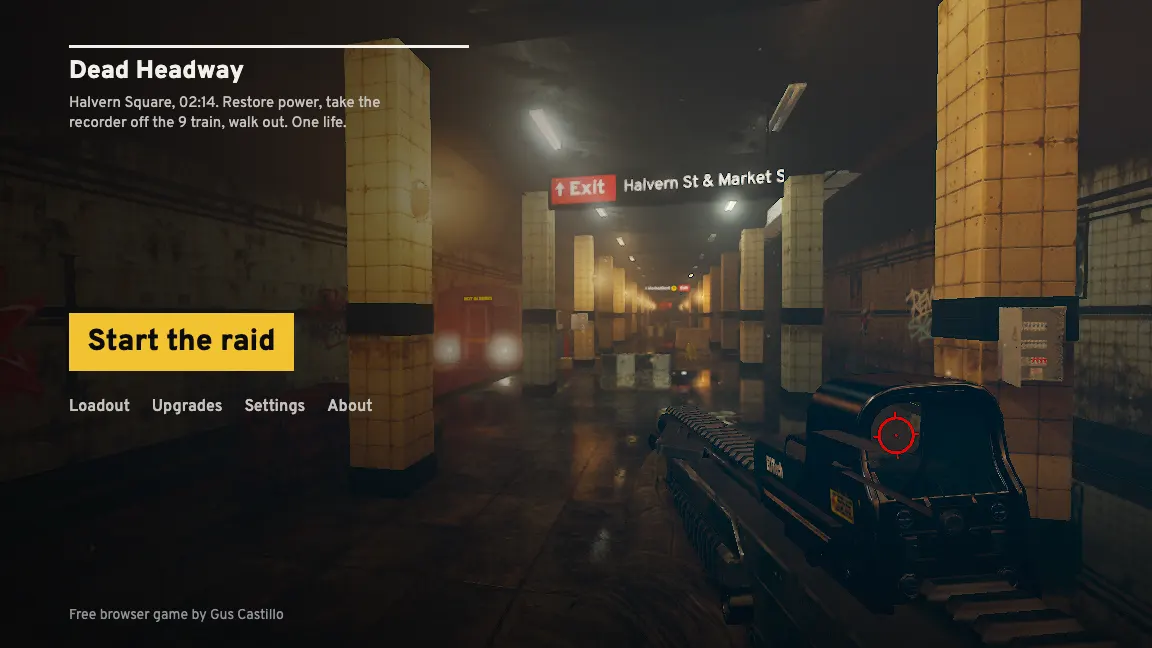 Dead Headway
Halvern Square, 02:14. Restore power, take the
recorder off the 9 train, walk out. One life.
↑ Exit Halvern St & Market S
Start the raid
Loadout Upgrades Settings About
Free browser game by Gus Castillo